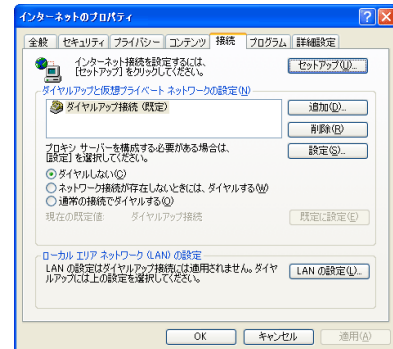 インターネットのプロパティ
全般 セキュリティ プライバシー コンテンツ 接続 プログラム 詳細設定
インターネット接続を設定するには、
[セットアップ] をクリックしてください。
セットアップ(U)...
ダイヤルアップと仮想プライベート ネットワークの設定(N)
ダイヤルアップ接続 (既定)
追加(D)...
削除(R)
プロキシ サーバーを構成する必要がある場合は、
[設定] を選択してください。
設定(S)...
ダイヤルしない(C)
ネットワーク接続が存在しないときには、ダイヤルする(W)
通常の接続でダイヤルする(O)
現在の既定値: ダイヤルアップ接続
既定に設定(E)
ローカル エリア ネットワーク (LAN) の設定
LAN の設定はダイヤルアップ接続には適用されません。ダイヤ
ルアップには上の設定を選択してください。
LAN の設定(L)...
OK キャンセル 適用(A)